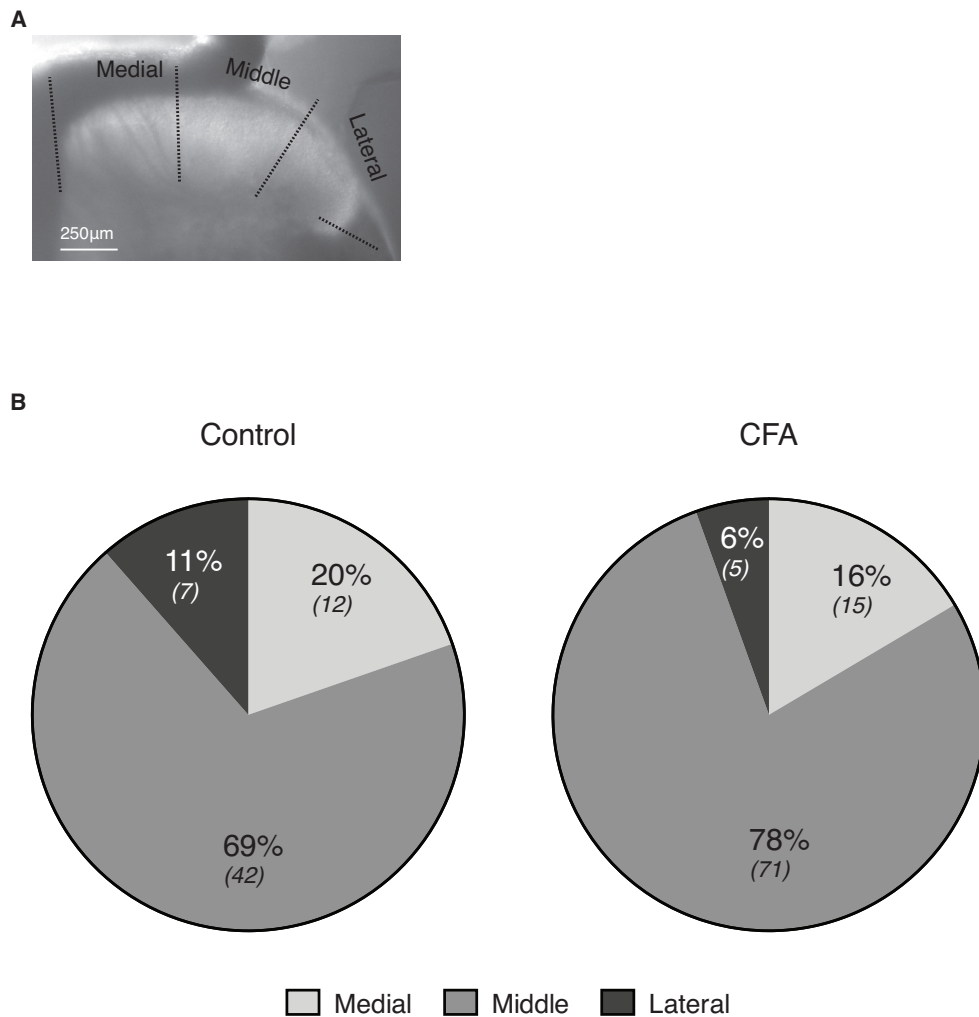 A
Medial
Middle
Lateral
250µm
B
Control
CFA
11%
(7)
20%
(12)
69%
(42)
6%
(5)
16%
(15)
78%
(71)
Medial
Middle
Lateral